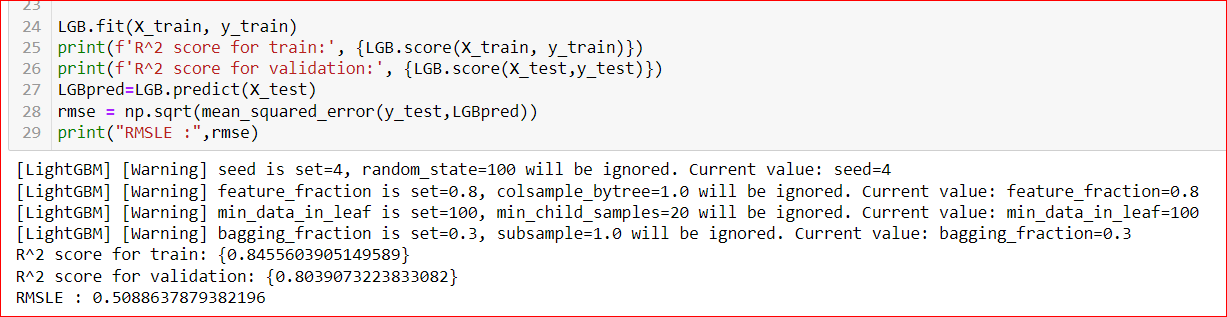 23
24 LGB.fit(X_train, y_train)
25 print(f'R^2 score for train:', {LGB.score(X_train, y_train)})
26 print(f'R^2 score for validation:', {LGB.score(X_test,y_test)})
27 LGBpred=LGB.predict(X_test)
28 rmse = np.sqrt(mean_squared_error(y_test,LGBpred))
29 print("RMSLE :",rmse)
[LightGBM] [Warning] seed is set=4, random_state=100 will be ignored. Current value: seed=4
[LightGBM] [Warning] feature_fraction is set=0.8, colsample_bytree=1.0 will be ignored. Current value: feature_fraction=0.8
[LightGBM] [Warning] min_data_in_leaf is set=100, min_child_samples=20 will be ignored. Current value: min_data_in_leaf=100
[LightGBM] [Warning] bagging_fraction is set=0.3, subsample=1.0 will be ignored. Current value: bagging_fraction=0.3
R^2 score for train: {0.8455603905149589}
R^2 score for validation: {0.8039073223833082}
RMSLE : 0.5088637879382196